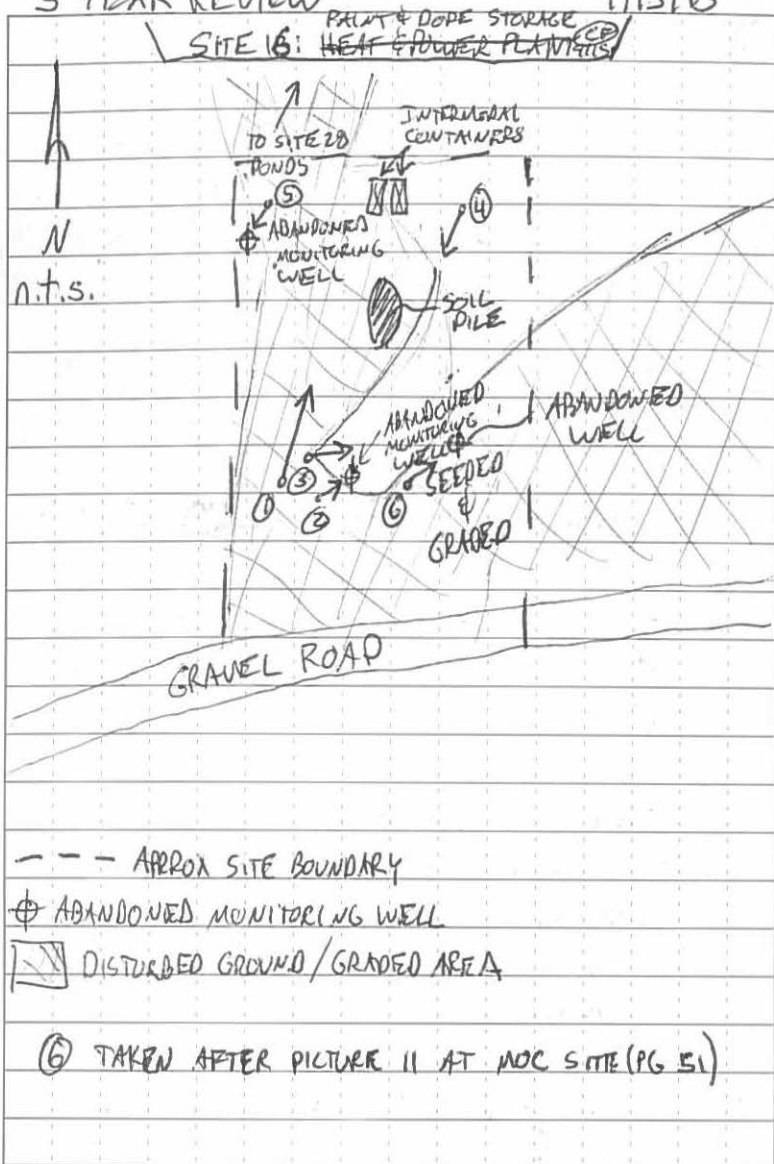 5 YEAR REVIEW
PAINT & DOPE STORAGE
SITE 16: HEAT & POWER PLANT
TO SITE 28
PONDS
INTERMODAL
CONTAINERS
N
n.t.s.
⑤
④
ABANDONED
MONITORING
WELL
SOIL
PILE
ABANDONED
MONITORING
WELL
ABANDONED
WELL
①
③
②
⑥
SEEDED
&
GRADED
GRAVEL ROAD
--- APPROX SITE BOUNDARY
ABANDONED MONITORING WELL
DISTURBED GROUND/GRADED AREA
⑥ TAKEN AFTER PICTURE 11 AT MOC SITE (PG 51)